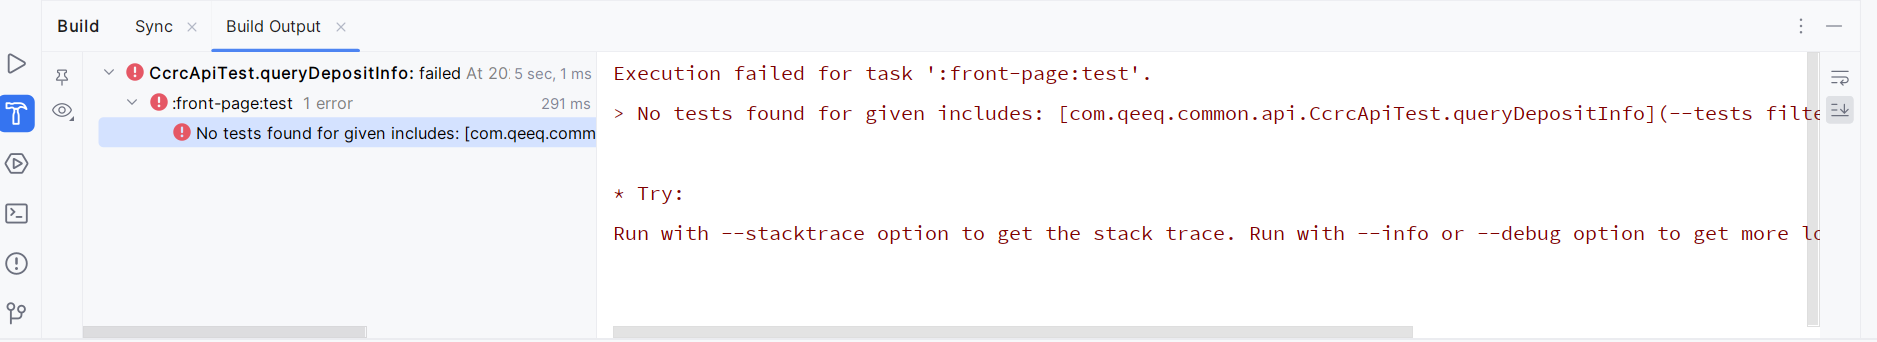 Build Sync Build Output
CcrcApiTest.queryDepositInfo: failed At 20 5 sec, 1 ms
:front-page:test 1 error 291 ms
No tests found for given includes: [com.qeeq.comm
Execution failed for task ':front-page:test'.
> No tests found for given includes: [com.qeeq.common.api.CcrcApiTest.queryDepositInfo](--tests filte
* Try:
Run with --stacktrace option to get the stack trace. Run with --info or --debug option to get more lo